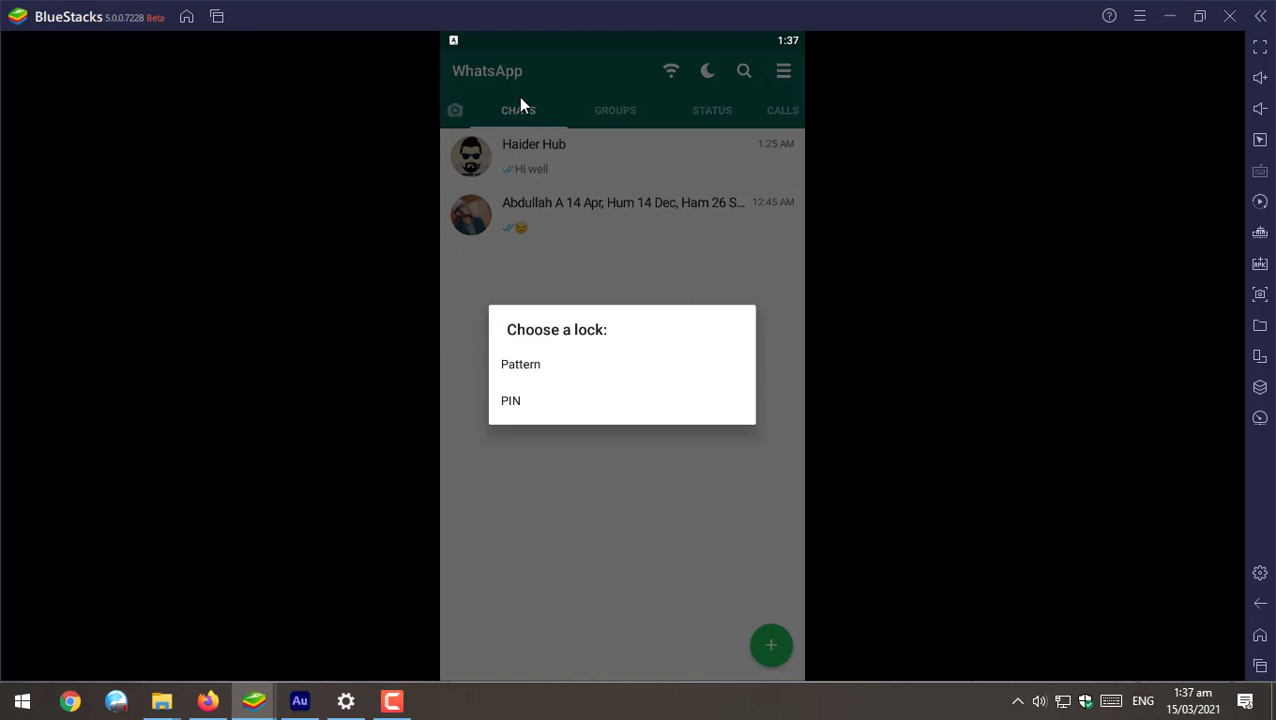 BlueStacks 5.0.0.7228 Beta
A
1:37
WhatsApp
GROUPS
STATUS
CALLS
Haider Hub
1:25 AM
Hi well
Abdullah A 14 Apr, Hum 14 Dec, Ham 26 S...
12:45 AM
😒
Choose a lock:
Pattern
PIN
Au
ENG
1:37 am
15/03/2021